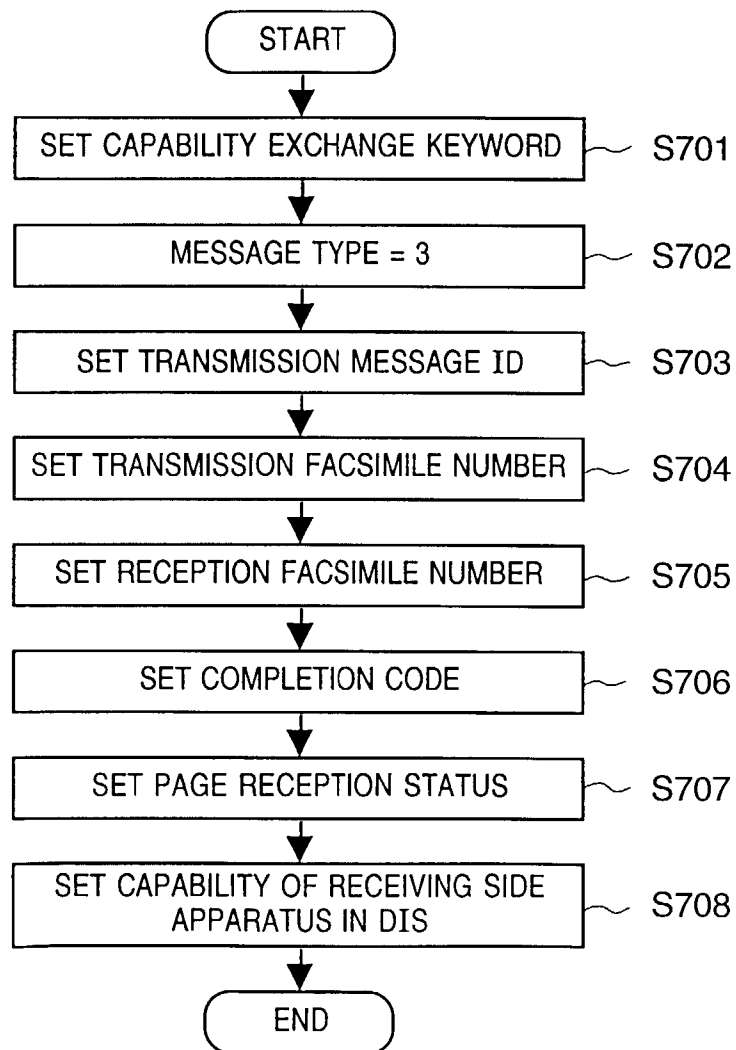 START
SET CAPABILITY EXCHANGE KEYWORD S701
MESSAGE TYPE = 3 S702
SET TRANSMISSION MESSAGE ID S703
SET TRANSMISSION FACSIMILE NUMBER S704
SET RECEPTION FACSIMILE NUMBER S705
SET COMPLETION CODE S706
SET PAGE RECEPTION STATUS S707
SET CAPABILITY OF RECEIVING SIDE
APPARATUS IN DIS S708
END